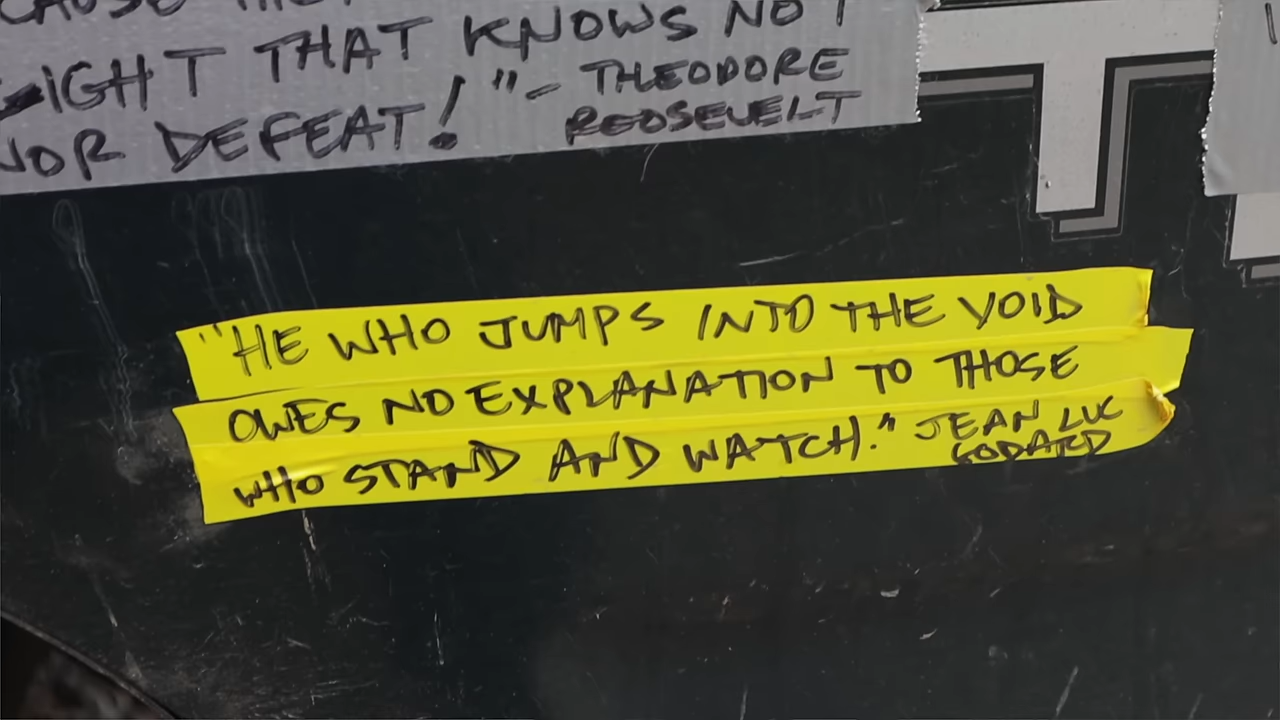 THAT KNOWS NOT
NOR DEFEAT!" - THEODORE
ROOSEVELT
"HE WHO JUMPS INTO THE VOID
OWES NO EXPLANATION TO THOSE
WHO STAND AND WATCH." JEAN LUC
GODARD
T